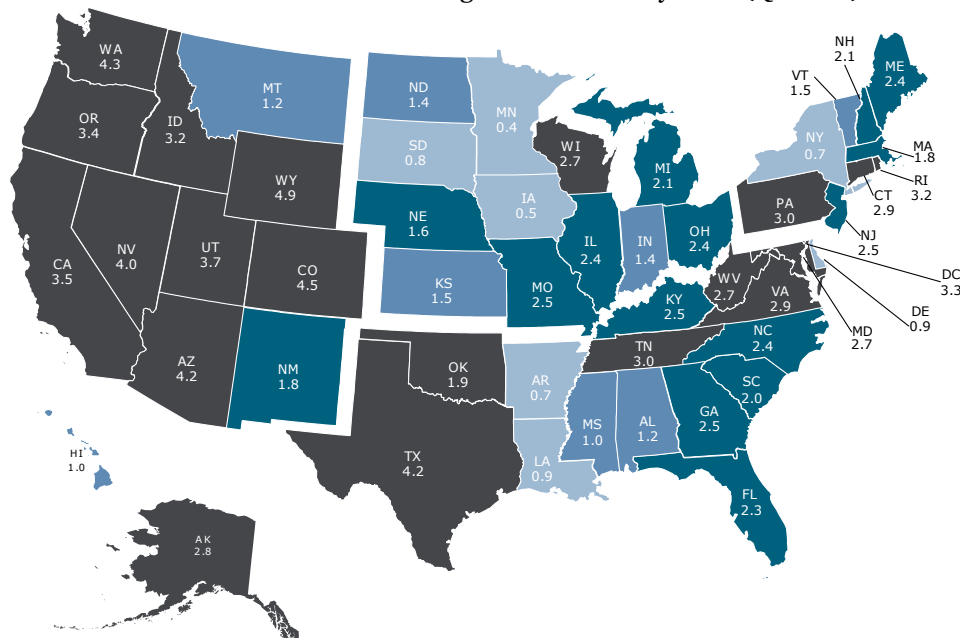 WA
4.3
MT
1.2
ND
1.4
MN
0.4
NH
2.1
VT
1.5
ME
2.4
OR
3.4
ID
3.2
SD
0.8
WI
2.7
MI
2.1
NY
0.7
MA
1.8
RI
3.2
CT
2.9
WY
4.9
NE
1.6
IA
0.5
PA
3.0
NJ
2.5
CA
3.5
NV
4.0
UT
3.7
CO
4.5
KS
1.5
MO
2.5
IL
2.4
IN
1.4
OH
2.4
WV
2.7
VA
2.9
DC
3.3
DE
0.9
MD
2.7
KY
2.5
AZ
4.2
NM
1.8
OK
1.9
AR
0.7
TN
3.0
NC
2.4
SC
2.0
TX
4.2
LA
0.9
MS
1.0
AL
1.2
GA
2.5
FL
2.3
HI
1.0
AK
2.8